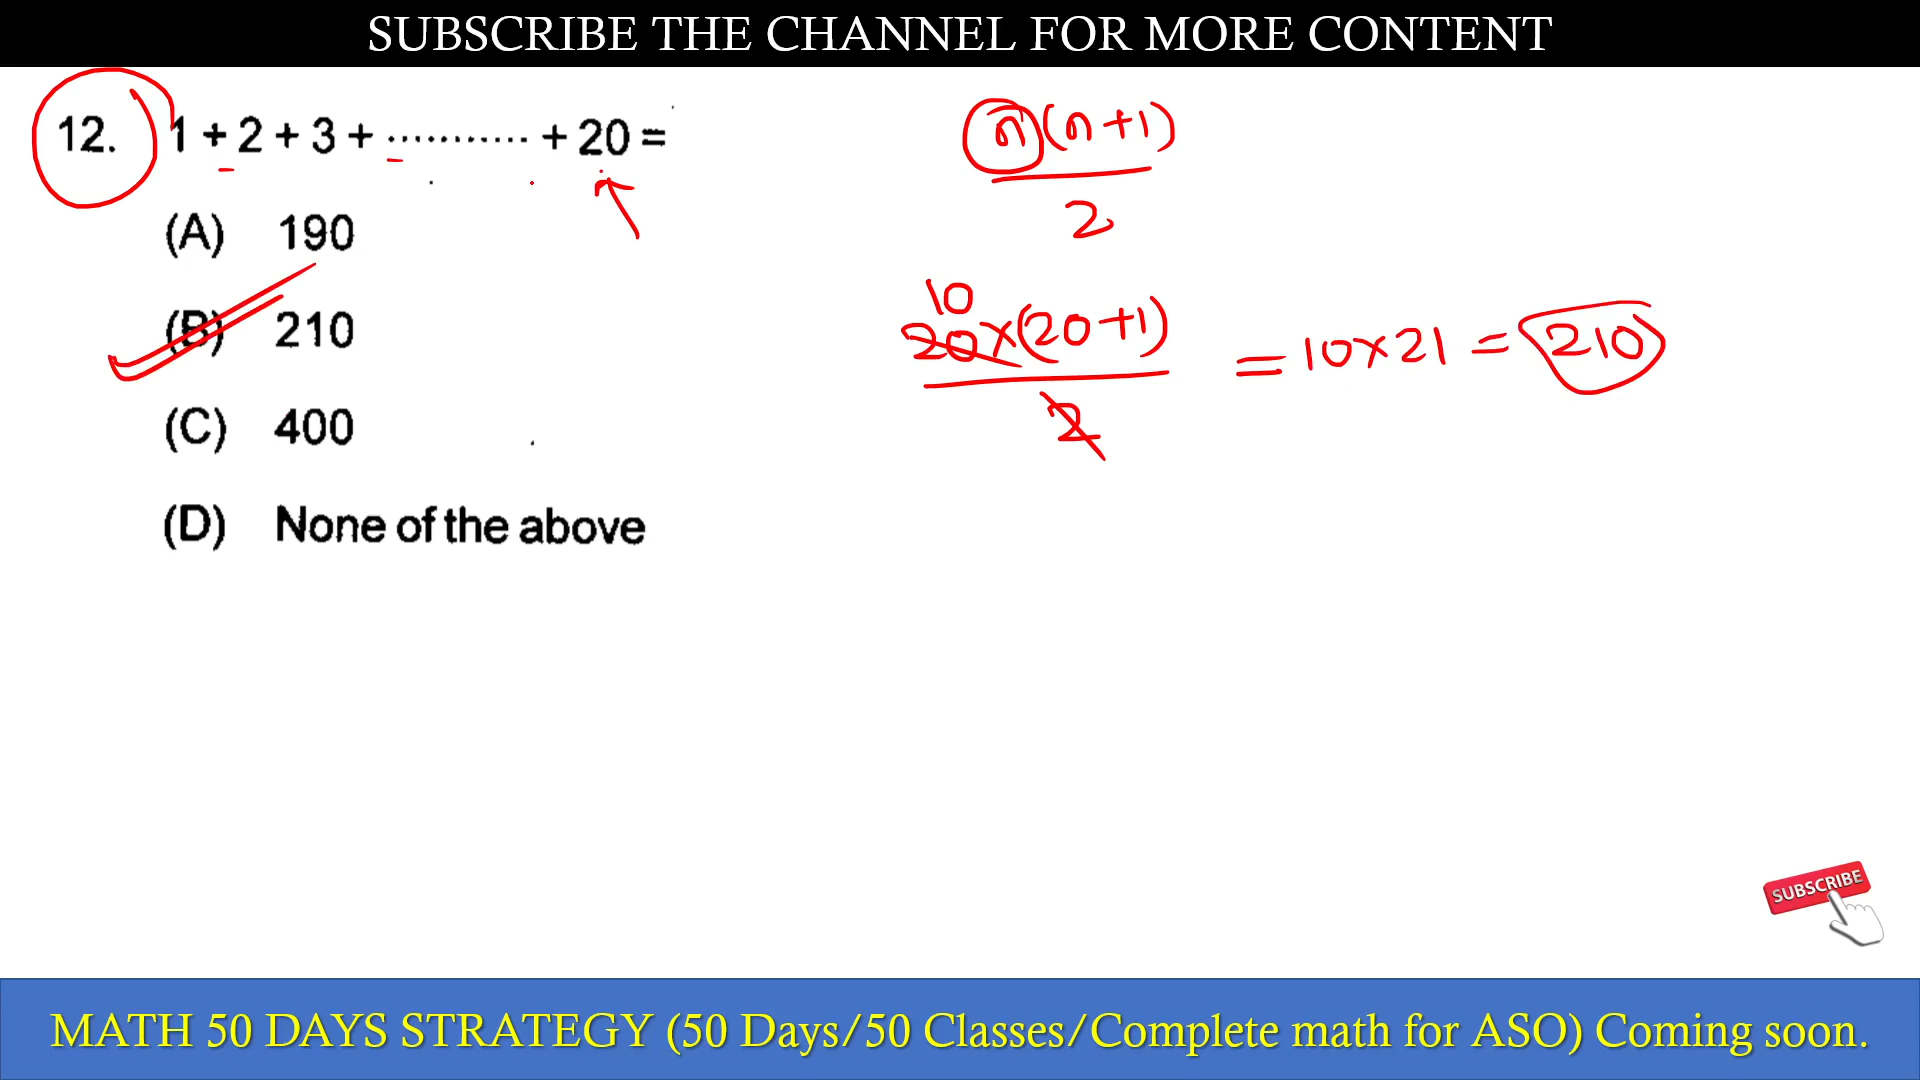 SUBSCRIBE THE CHANNEL FOR MORE CONTENT
12. 1 + 2 + 3 + ........... + 20 =
(A) 190
(B) 210
(C) 400
(D) None of the above
n(n+1)
2
10
20×(20+1)
2
=10×21=210
SUBSCRIBE
MATH 50 DAYS STRATEGY (50 Days/50 Classes/Complete math for ASO) Coming soon.